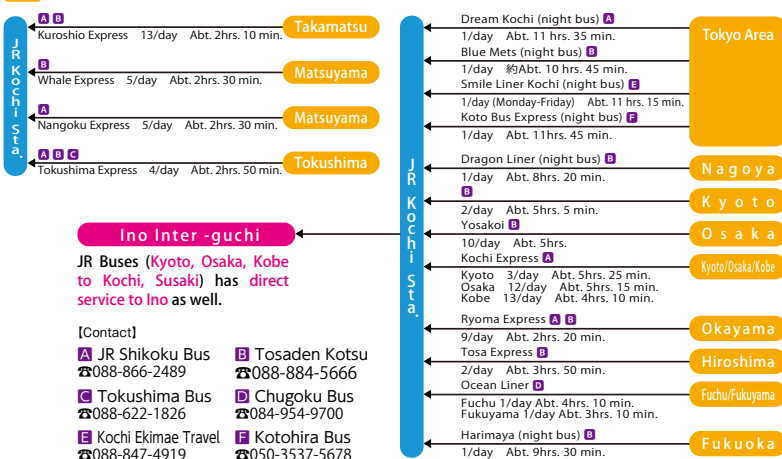 JR Kochi Sta.
A B
Kuroshio Express 13/day Abt. 2hrs. 10 min.
Takamatsu
B
Whale Express 5/day Abt. 2hrs. 30 min.
Matsuyama
A
Nangoku Express 5/day Abt. 2hrs. 30 min.
Matsuyama
A B C
Tokushima Express 4/day Abt. 2hrs. 50 min.
Tokushima
Ino Inter -guchi
JR Buses (Kyoto, Osaka, Kobe
to Kochi, Susaki) has direct
service to Ino as well.
【Contact】
A JR Shikoku Bus
☎088-866-2489
B Tosaden Kotsu
☎088-884-5666
C Tokushima Bus
☎088-622-1826
D Chugoku Bus
☎084-954-9700
E Kochi Ekimae Travel
☎088-847-4919
F Kotohira Bus
☎050-3537-5678
JR Kochi Sta.
Dream Kochi (night bus) A
1/day Abt. 11 hrs. 35 min.
Blue Mets (night bus) B
1/day 約Abt. 10 hrs. 45 min.
Smile Liner Kochi (night bus) E
1/day (Monday-Friday) Abt. 11 hrs. 15 min.
Koto Bus Express (night bus) F
1/day Abt. 11hrs. 45 min.
Tokyo Area
Dragon Liner (night bus) B
1/day Abt. 8hrs. 20 min.
Nagoya
B
2/day Abt. 5hrs. 5 min.
Kyoto
Yosakoi B
10/day Abt. 5hrs.
Osaka
Kochi Express A
Kyoto 3/day Abt. 5hrs. 25 min.
Osaka 12/day Abt. 5hrs. 15 min.
Kobe 13/day Abt. 4hrs. 10 min.
Kyoto/Osaka/Kobe
Ryoma Express A B
9/day Abt. 2hrs. 20 min.
Okayama
Tosa Express B
2/day Abt. 3hrs. 50 min.
Hiroshima
Ocean Liner D
Fuchu 1/day Abt. 4hrs. 10 min.
Fukuyama 1/day Abt. 3hrs. 10 min.
Fuchu/Fukuyama
Harimaya (night bus) B
1/day Abt. 9hrs. 30 min.
Fukuoka